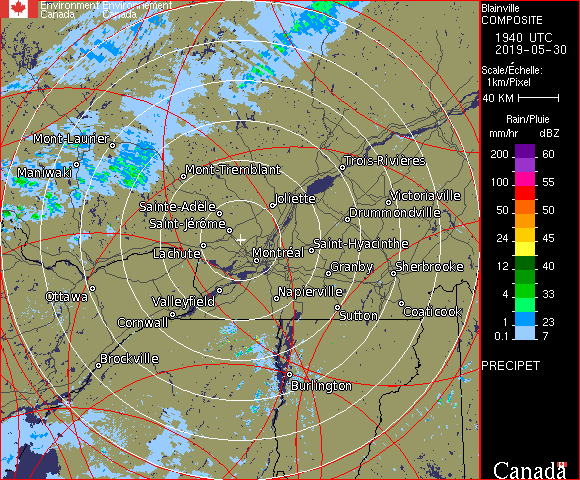 Environment Environnement
Canada Canada
Blainville
COMPOSITE
1940 UTC
2019-05-30
Scale/Échelle:
1km/Pixel
40 KM
Rain/Pluie
mm/hr dBZ
200 60
150 57
100 55
50 50
24 45
12 40
4 33
1 23
0.1 7
PRECIPET
Canada
Mont-Laurier
Maniwaki
Mont-Tremblant
Trois-Rivières
Sainte-Adèle
Joliette
Victoriaville
Saint-Jérôme
Drummondville
Lachute
Montréal
Saint-Hyacinthe
Granby
Sherbrooke
Ottawa
Valleyfield
Napierville
Cornwall
Sutton
Coaticook
Brockville
Burlington